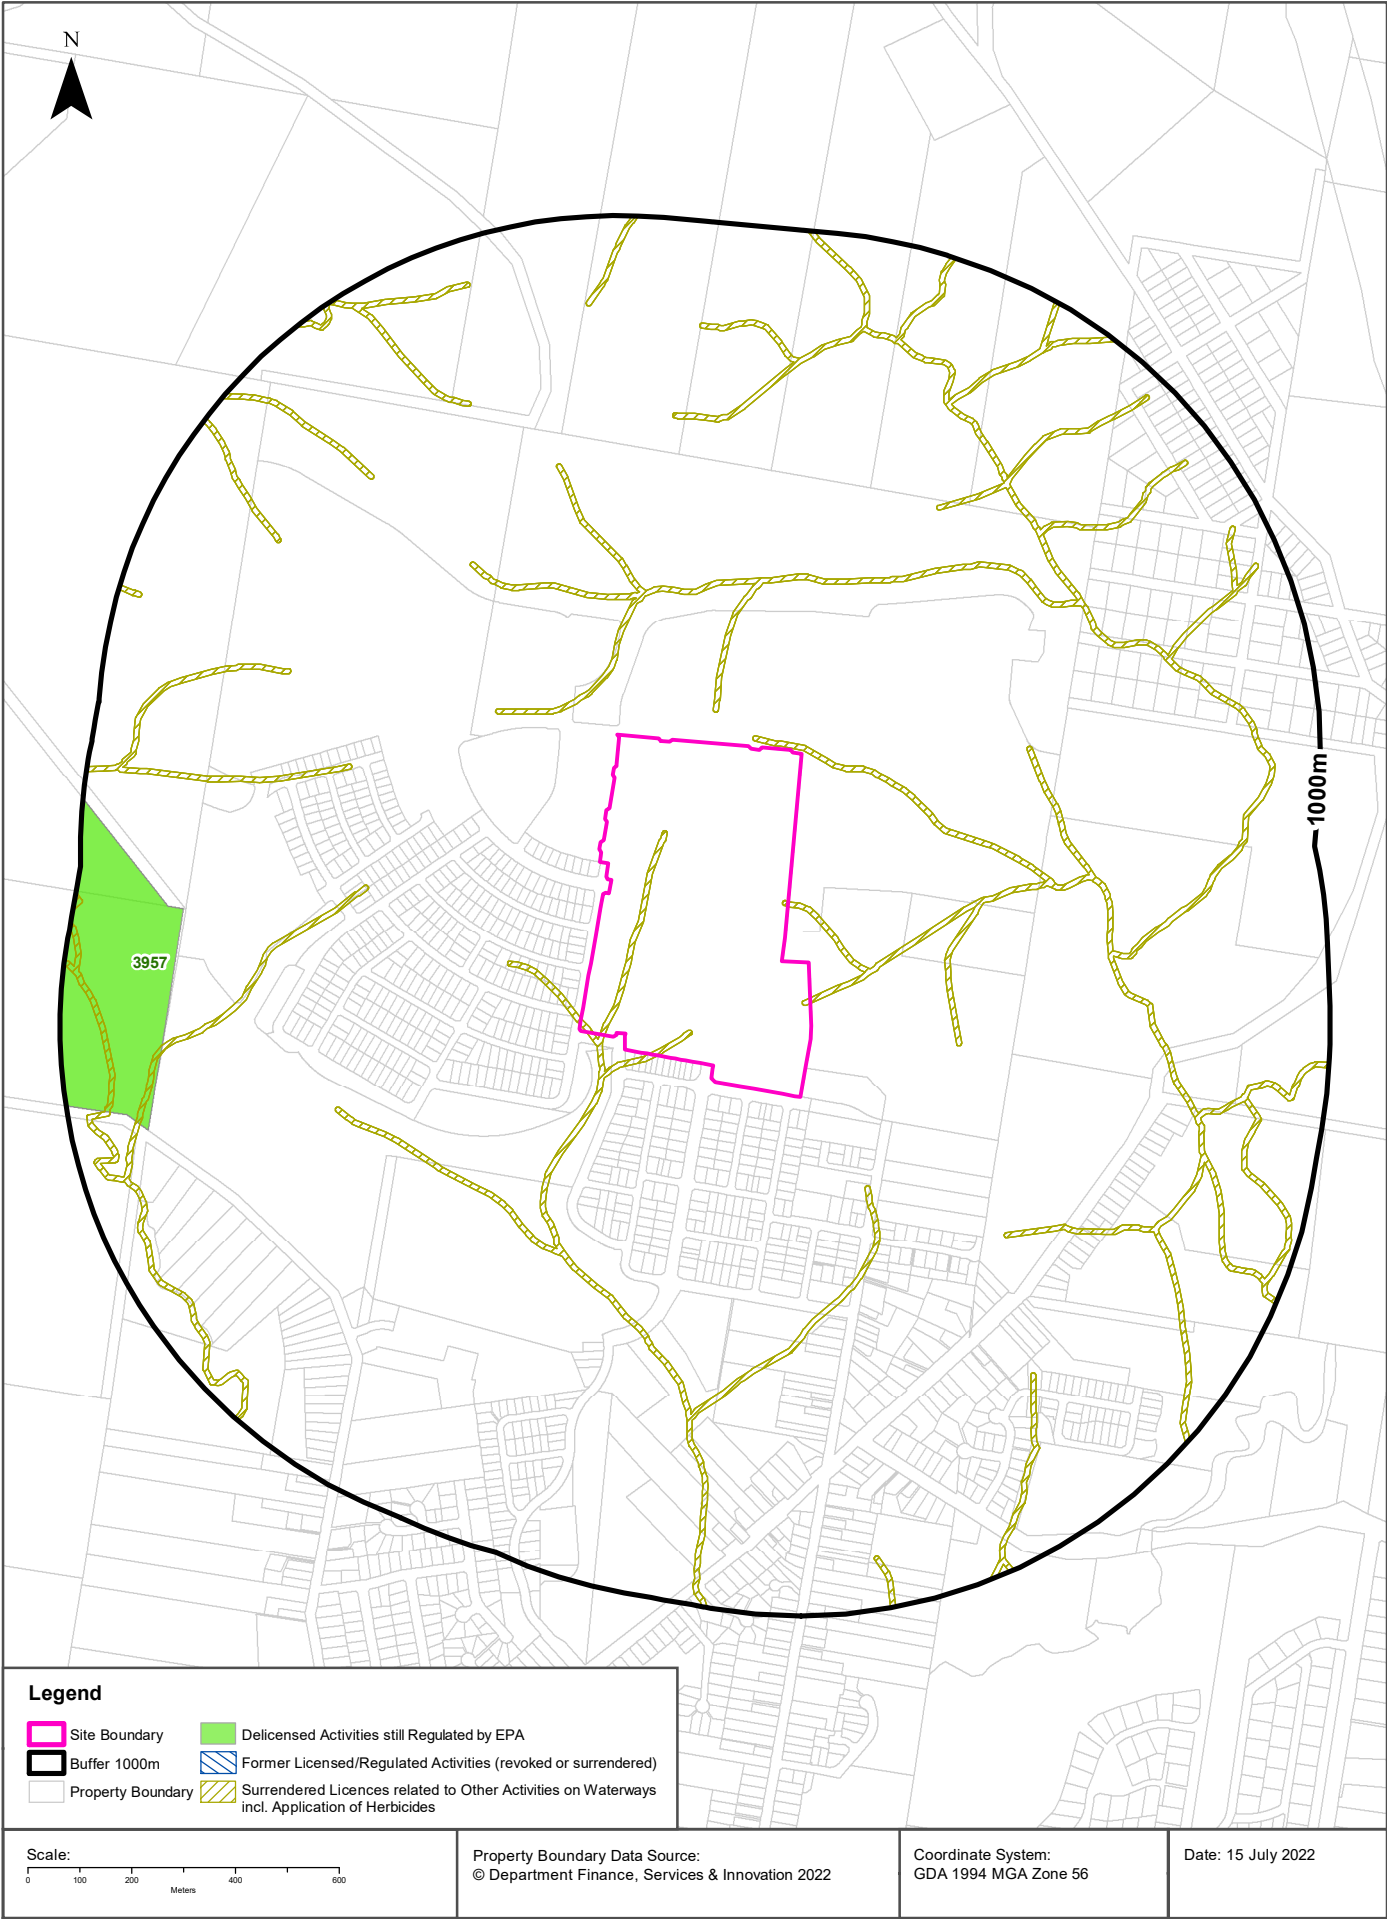 N
1000m
3957
Legend
Site Boundary
Buffer 1000m
Property Boundary
Delicensed Activities still Regulated by EPA
Former Licensed/Regulated Activities (revoked or surrendered)
Surrendered Licences related to Other Activities on Waterways
incl. Application of Herbicides
Scale:
0 100 200 400 600
Meters
Property Boundary Data Source:
© Department Finance, Services & Innovation 2022
Coordinate System:
GDA 1994 MGA Zone 56
Date: 15 July 2022